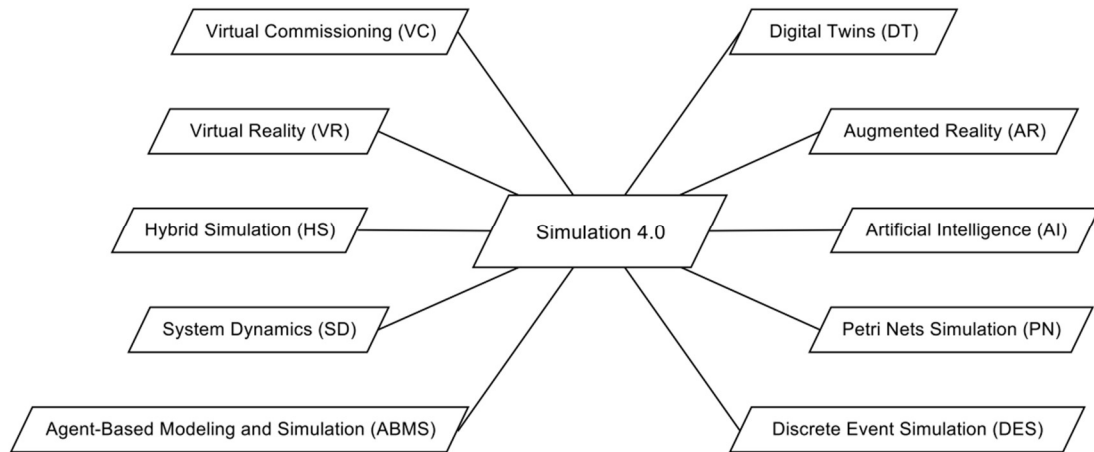 Virtual Commissioning (VC)
Digital Twins (DT)
Virtual Reality (VR)
Augmented Reality (AR)
Hybrid Simulation (HS)
Simulation 4.0
Artificial Intelligence (AI)
System Dynamics (SD)
Petri Nets Simulation (PN)
Agent-Based Modeling and Simulation (ABMS)
Discrete Event Simulation (DES)